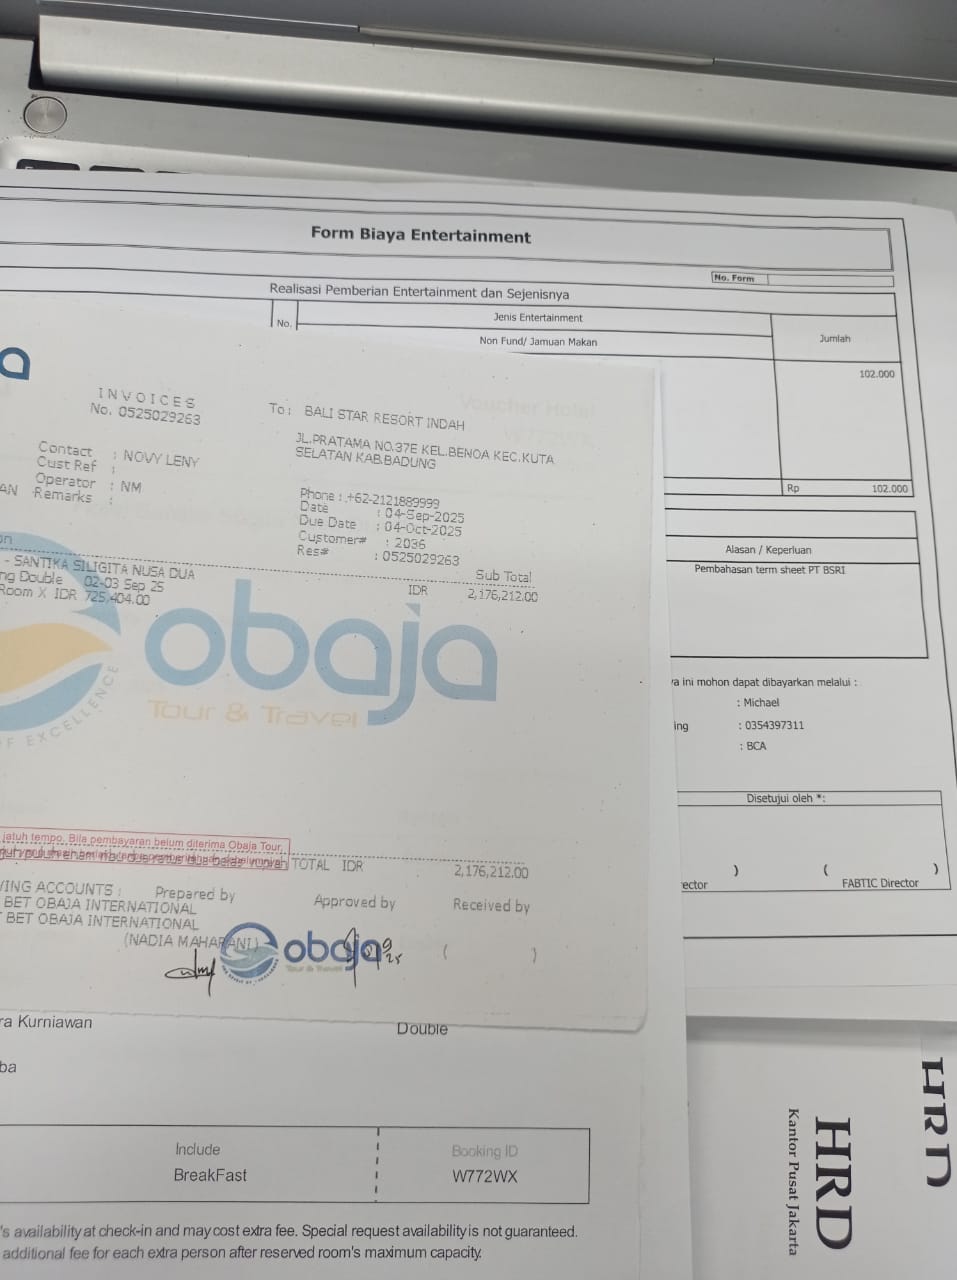 Form Biaya Entertainment
No. Form
Realisasi Pemberian Entertainment dan Sejenisnya
No.
Jenis Entertainment
Non Fund/ Jamuan Makan
Jumlah
102.000
Rp 102.000
Alasan / Keperluan
Pembahasan term sheet PT BSRI
ya ini mohon dapat dibayarkan melalui :
: Michael
ing : 0354397311
: BCA
Disetujui oleh *:
) ( )
ector FABTIC Director
a
INVOICES
No. 0525029263
To : BALI STAR RESORT INDAH
JL.PRATAMA NO.37E KEL.BENOA KEC.KUTA
SELATAN KAB.BADUNG
Contact : NOVY LENY
Cust Ref :
Operator : NM
AN Remarks :
Phone : .+62-2121889999
Date : 04-Sep-2025
Due Date : 04-Oct-2025
Customer# : 2036
Res# : 0525029263
on
Sub Total
- SANTIKA SILIGITA NUSA DUA
IDR 2,176,212.00
ng Double 02-03 Sep 25
Room X IDR 725,404.00
obaja
Tour & Travel
OF EXCELLENCE
jatuh tempo. Bila pembayaran belum diterima Obaja Tour,
TOTAL IDR 2,176,212.00
VING ACCOUNTS :
BET OBAJA INTERNATIONAL
BET OBAJA INTERNATIONAL
Prepared by
Approved by
Received by
(NADIA MAHARANI)
obaja
Tour & Travel
( )
ra Kurniawan
Double
ba
Include
BreakFast
Booking ID
W772WX
's availability at check-in and may cost extra fee. Special request availability is not guaranteed.
additional fee for each extra person after reserved room's maximum capacity.
HRD
Kantor Pusat Jakarta
HRD